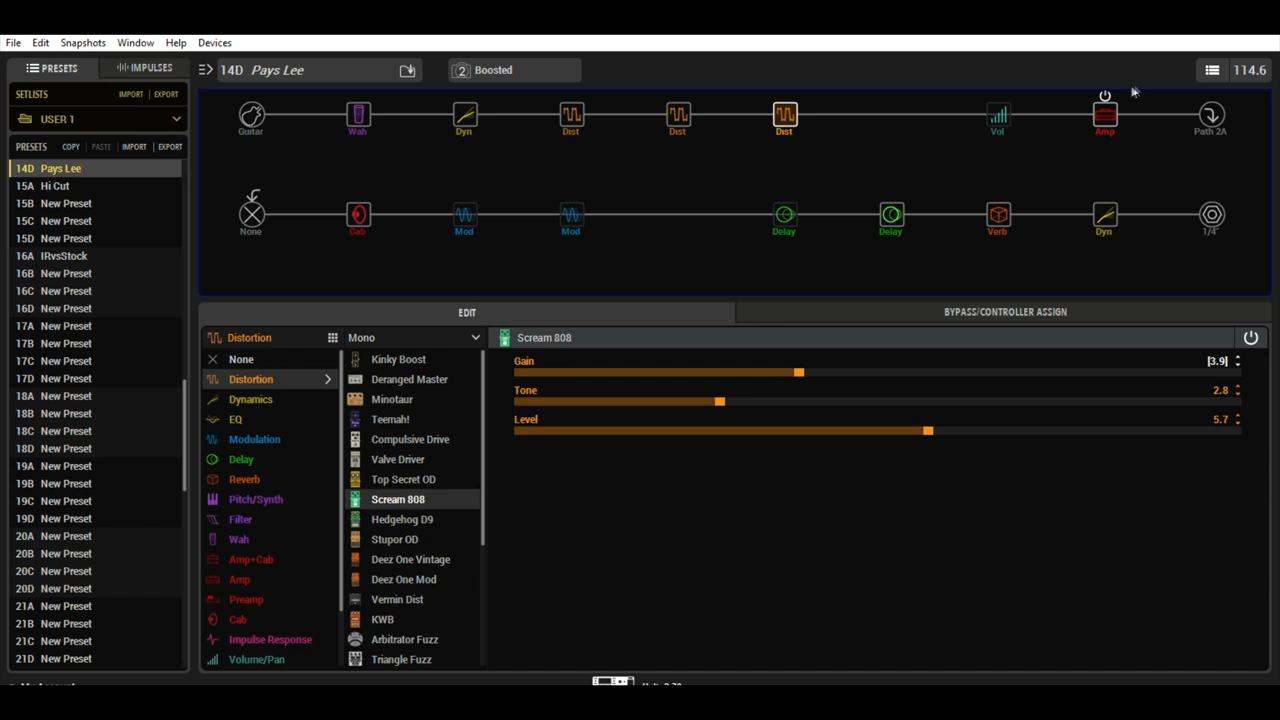 File Edit Snapshots Window Help Devices
PRESETS IMPULSES
14D Pays Lee
2 Boosted
114.6
SETLISTS IMPORT | EXPORT
USER 1
PRESETS COPY PASTE IMPORT EXPORT
14D Pays Lee
15A Hi Cut
15B New Preset
15C New Preset
15D New Preset
16A IRvsStock
16B New Preset
16C New Preset
16D New Preset
17A New Preset
17B New Preset
17C New Preset
17D New Preset
18A New Preset
18B New Preset
18C New Preset
18D New Preset
19A New Preset
19B New Preset
19C New Preset
19D New Preset
20A New Preset
20B New Preset
20C New Preset
20D New Preset
21A New Preset
21B New Preset
21C New Preset
21D New Preset
Guitar Wah Dyn Dist Dist Dist Vol Amp Path 2A
None Cab Mod Mod Delay Delay Verb Dyn 1/4"
EDIT
BYPASS/CONTROLLER ASSIGN
Distortion
None
Distortion
Dynamics
EQ
Modulation
Delay
Reverb
Pitch/Synth
Filter
Wah
Amp+Cab
Amp
Preamp
Cab
Impulse Response
Volume/Pan
Mono
Kinky Boost
Deranged Master
Minotaur
Teemah!
Compulsive Drive
Valve Driver
Top Secret OD
Scream 808
Hedgehog D9
Stupor OD
Deez One Vintage
Deez One Mod
Vermin Dist
KWB
Arbitrator Fuzz
Triangle Fuzz
Scream 808
Gain [3.9]
Tone 2.8
Level 5.7